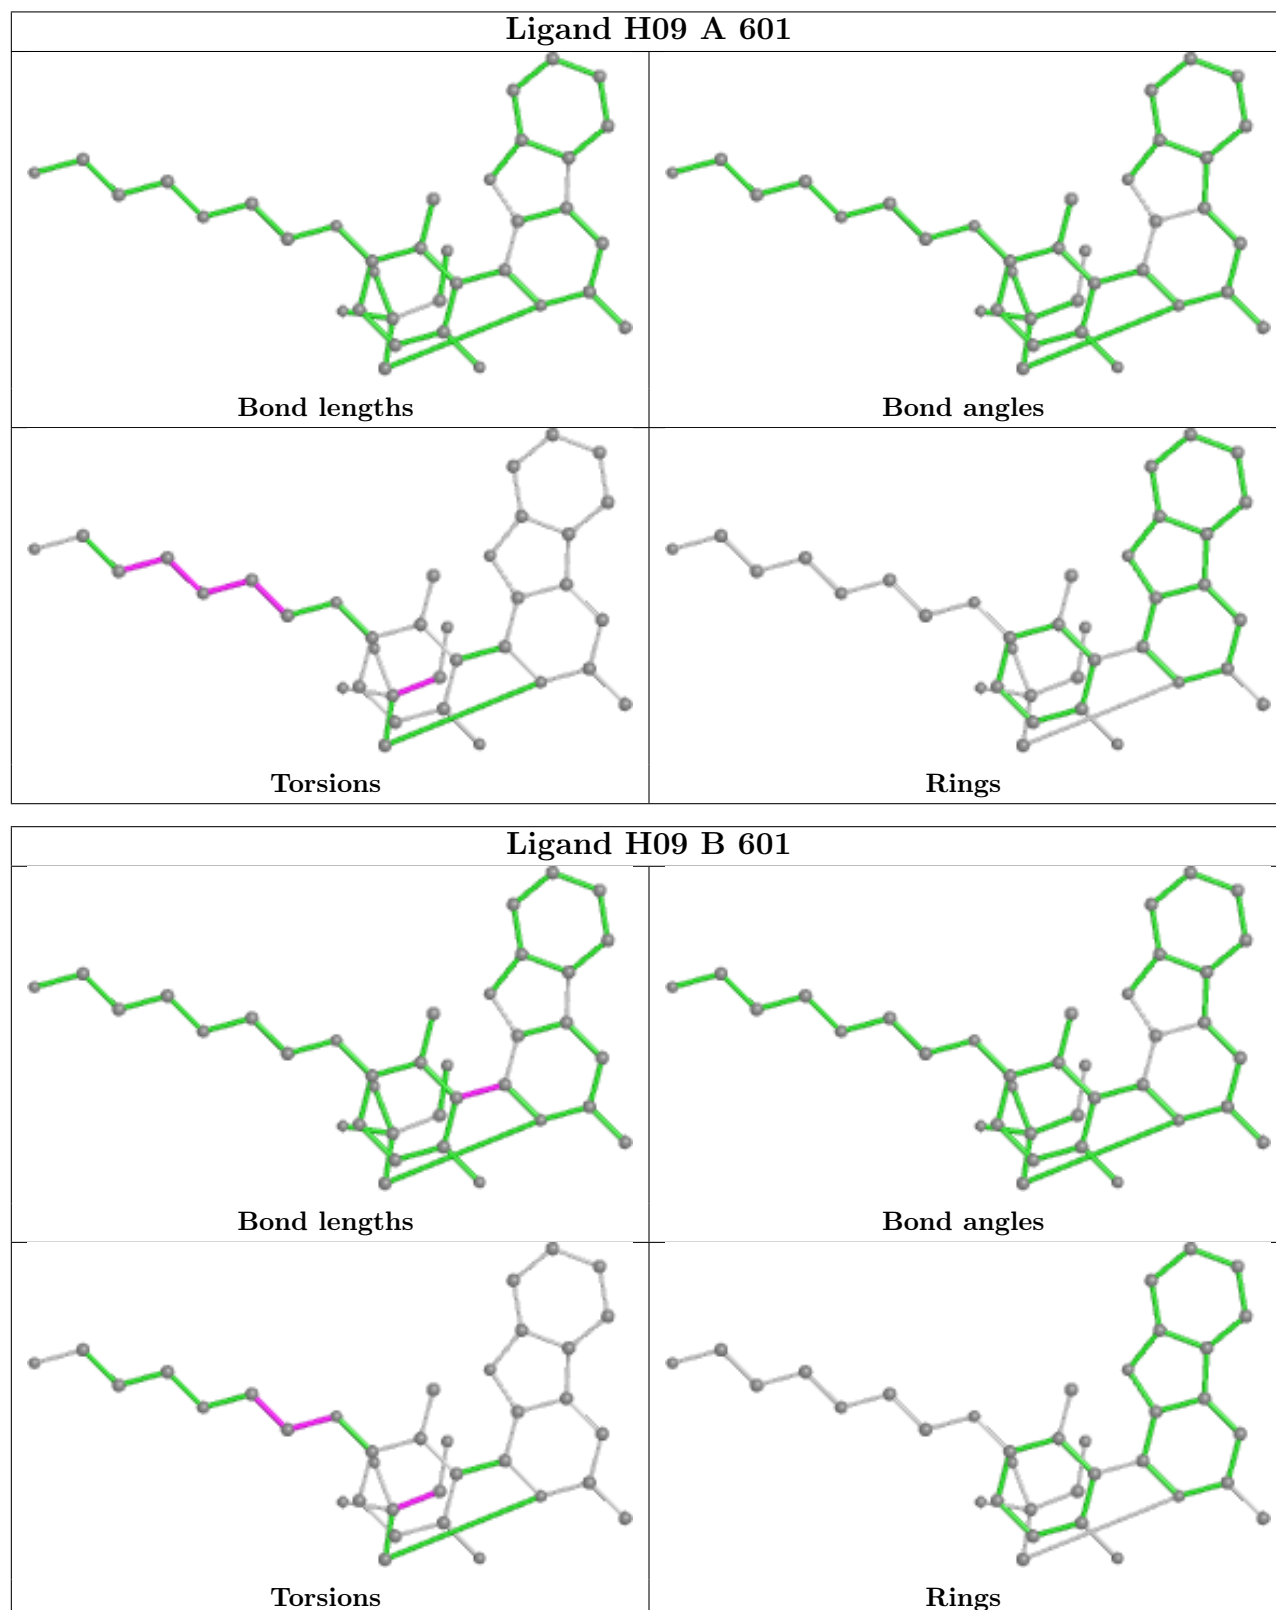 Ligand H09 A 601
Bond lengths
Bond angles
Torsions
Rings
Ligand H09 B 601
Bond lengths
Bond angles
Torsions
Rings